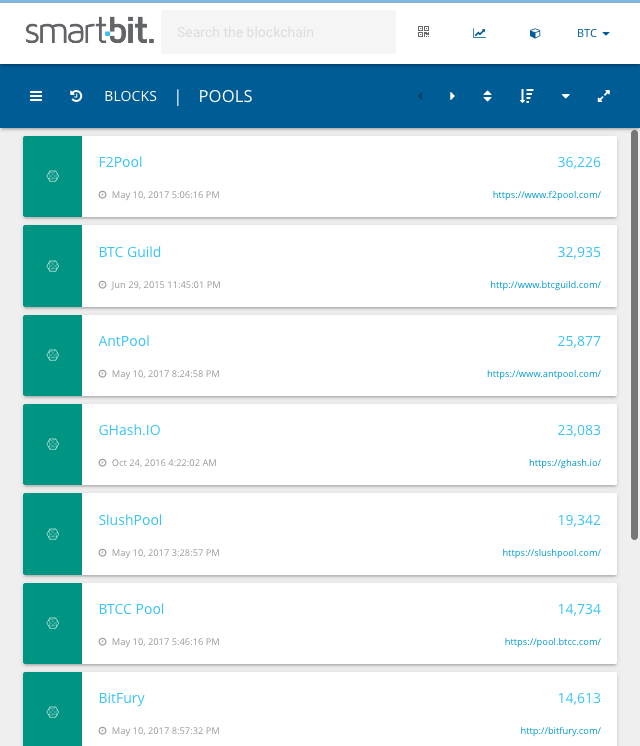 smartbit.
Search the blockchain
BTC
BLOCKS | POOLS
F2Pool 36,226
May 10, 2017 5:06:16 PM https://www.f2pool.com/
BTC Guild 32,935
Jun 29, 2015 11:45:01 PM http://www.btcguild.com/
AntPool 25,877
May 10, 2017 8:24:58 PM https://www.antpool.com/
GHash.IO 23,083
Oct 24, 2016 4:22:02 AM https://ghash.io/
SlushPool 19,342
May 10, 2017 3:28:57 PM https://slushpool.com/
BTCC Pool 14,734
May 10, 2017 5:46:16 PM https://pool.btcc.com/
BitFury 14,613
May 10, 2017 8:57:32 PM http://bitfury.com/